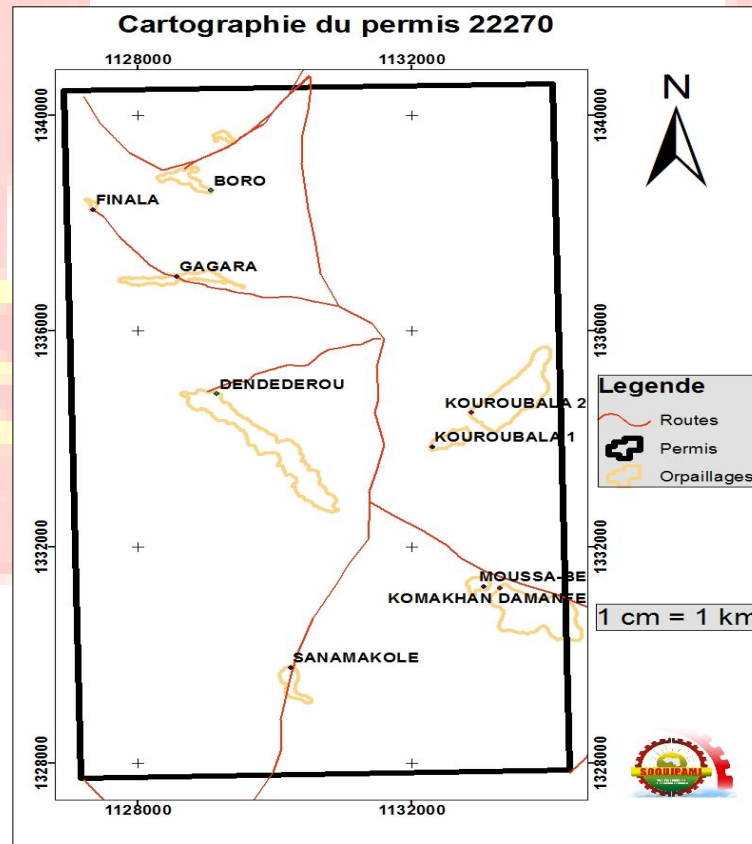 Cartographie du permis 22270
1128000 1132000
N
1340000 1340000
BORO
FINALA
GAGARA
1336000 1336000
DENDEDEROU
KOUROUBALA 2
KOUROUBALA 1
Legende
Routes
Permis
Orpaillages
1332000 1332000
MOUSSA-BE
KOMAKHAN DAMANFE
1 cm = 1 km
SANAMAKOLE
1328000 1328000
SOGUIPAMI
1128000 1132000